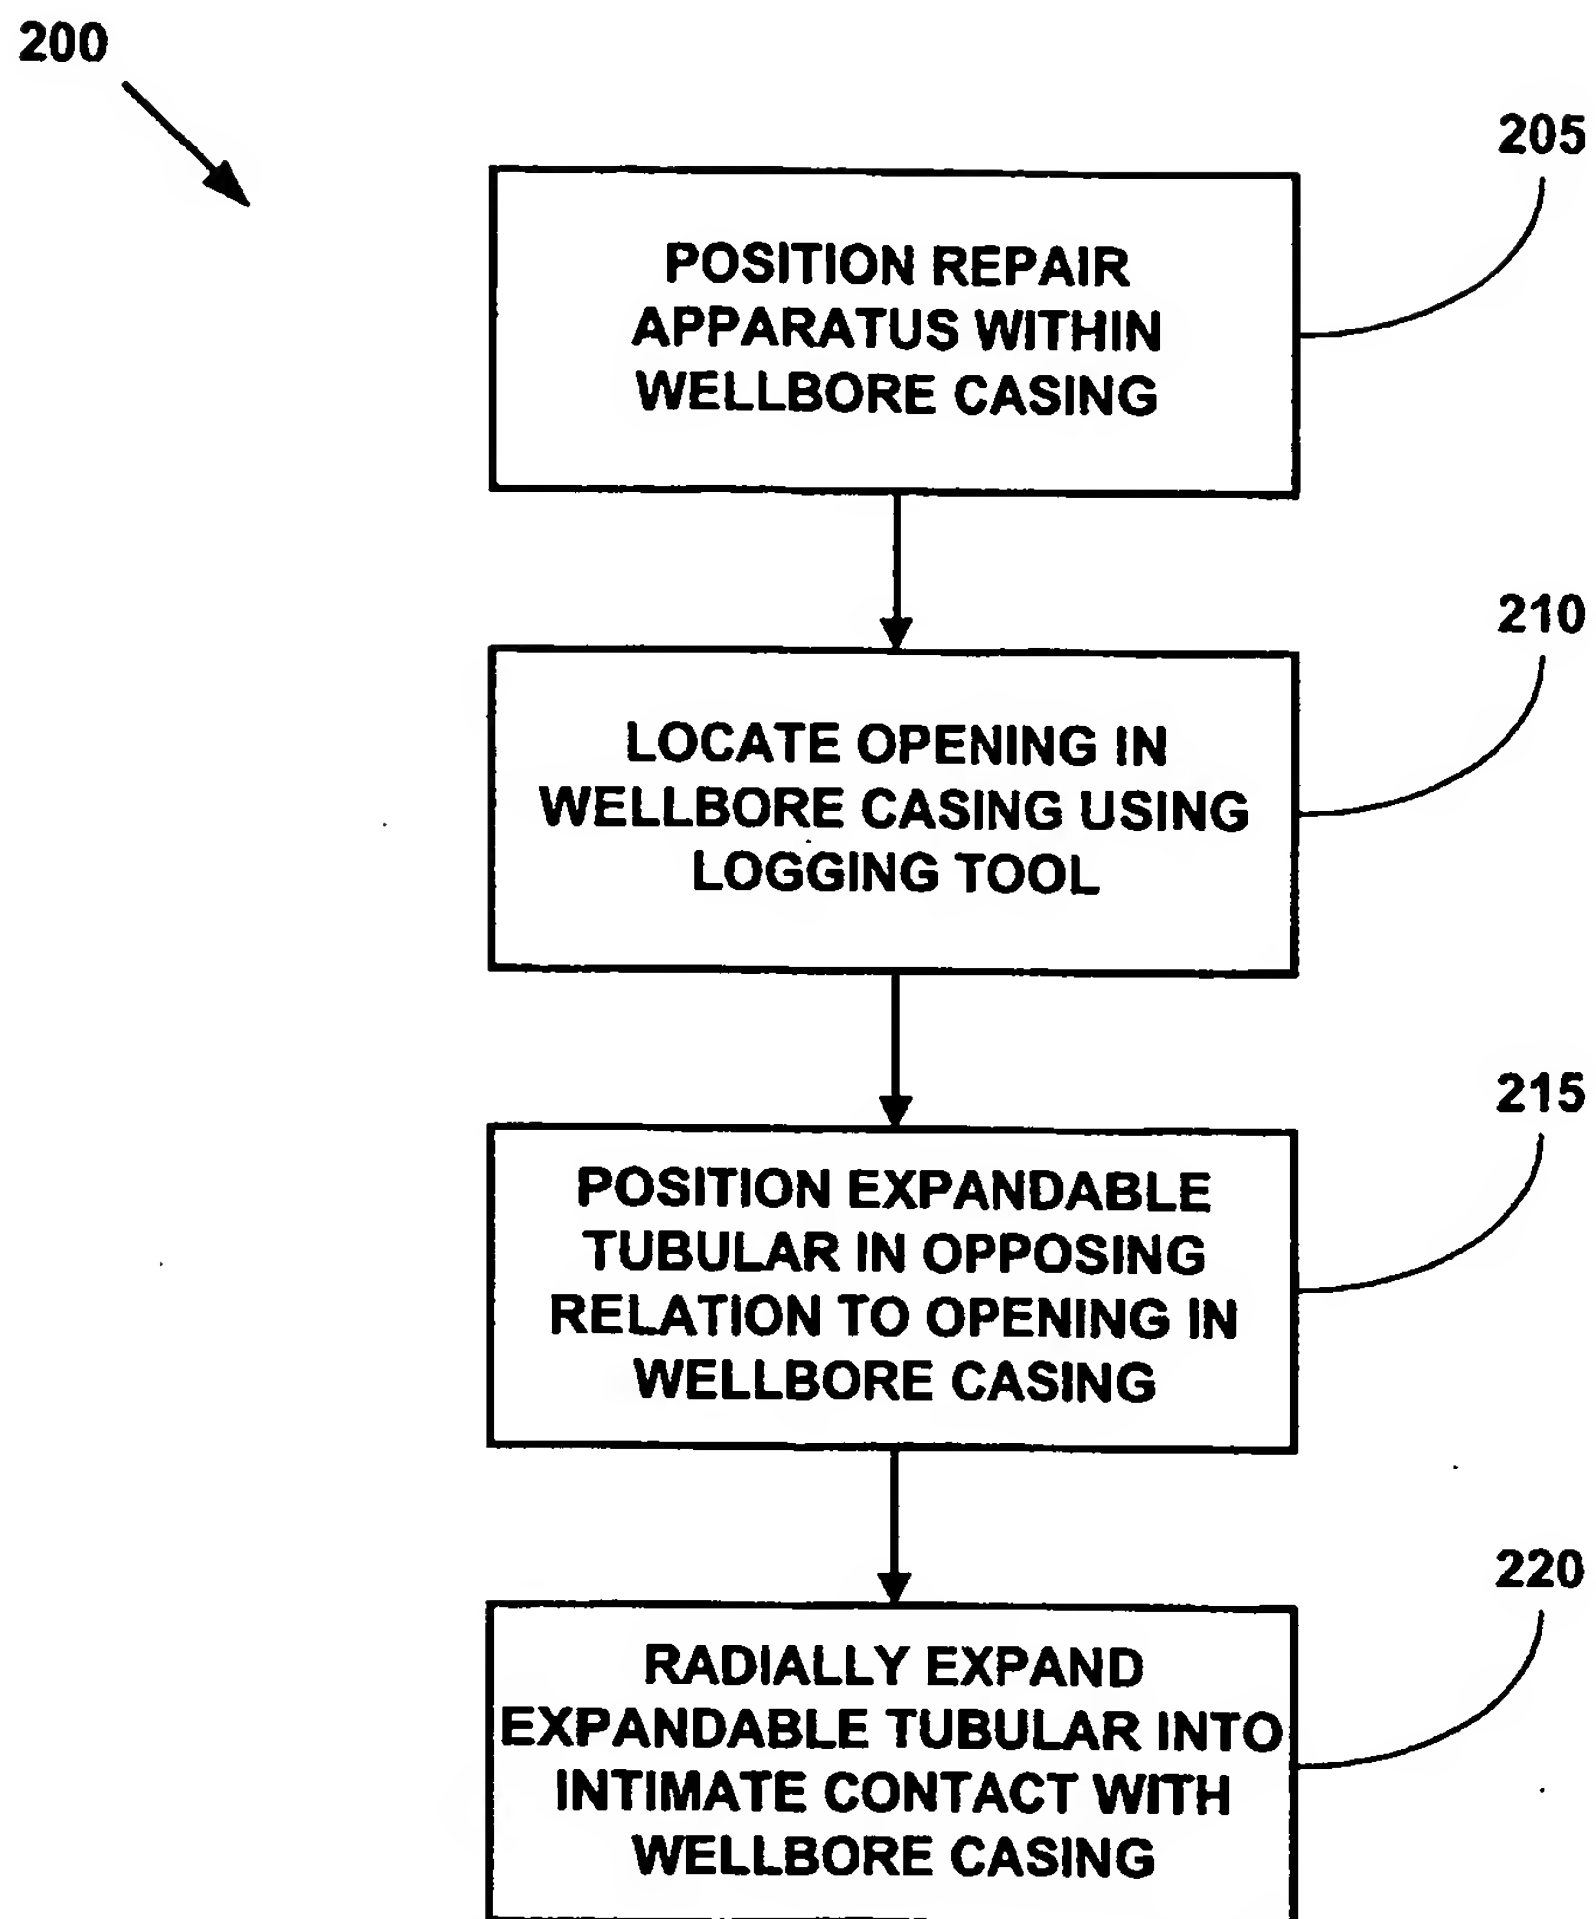 200
205
POSITION REPAIR
APPARATUS WITHIN
WELLBORE CASING
210
LOCATE OPENING IN
WELLBORE CASING USING
LOGGING TOOL
215
POSITION EXPANDABLE
TUBULAR IN OPPOSING
RELATION TO OPENING IN
WELLBORE CASING
220
RADIALLY EXPAND
EXPANDABLE TUBULAR INTO
INTIMATE CONTACT WITH
WELLBORE CASING